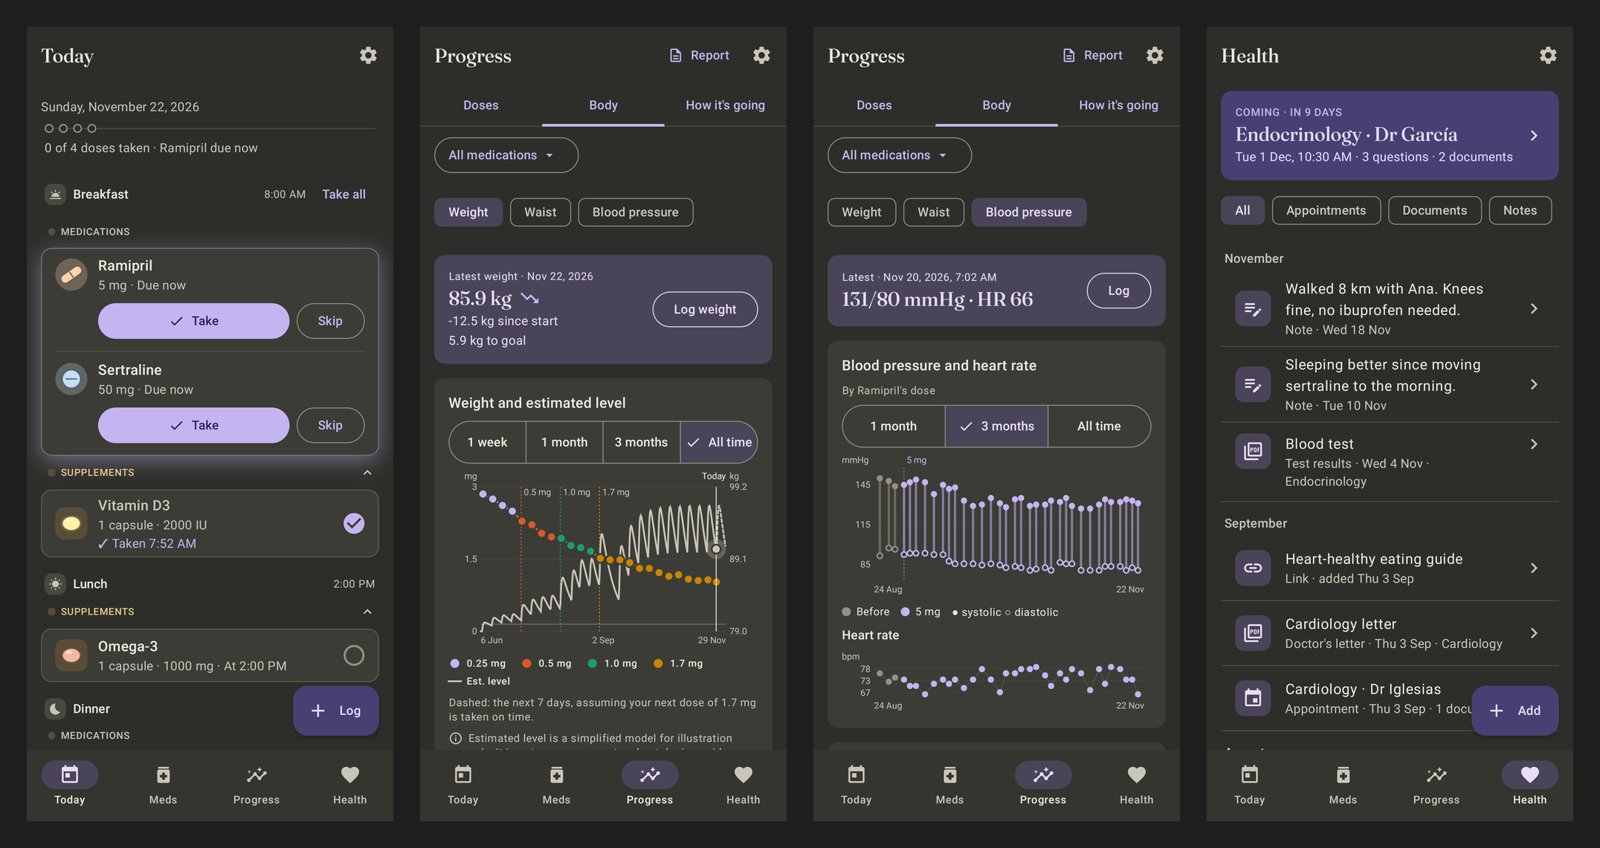 Today
Sunday, November 22, 2026
0 of 4 doses taken · Ramipril due now
Breakfast
8:00 AM
Take all
MEDICATIONS
Ramipril
5 mg · Due now
Take
Skip
Sertraline
50 mg · Due now
Take
Skip
SUPPLEMENTS
Vitamin D3
1 capsule · 2000 IU
✓ Taken 7:52 AM
Lunch
2:00 PM
SUPPLEMENTS
Omega-3
1 capsule · 1000 mg · At 2:00 PM
Dinner
+ Log
MEDICATIONS
Today
Meds
Progress
Health
Progress
Report
Doses
Body
How it's going
All medications
Weight
Waist
Blood pressure
Latest weight · Nov 22, 2026
85.9 kg
-12.5 kg since start
5.9 kg to goal
Log weight
Weight and estimated level
1 week
1 month
3 months
All time
mg
Today
kg
3
0.5 mg
1.0 mg
1.7 mg
99.2
1.5
89.1
0
79.0
6 Jun
2 Sep
29 Nov
0.25 mg
0.5 mg
1.0 mg
1.7 mg
Est. level
Dashed: the next 7 days, assuming your next dose of 1.7 mg
is taken on time.
Estimated level is a simplified model for illustration
Today
Meds
Progress
Health
Progress
Report
Doses
Body
How it's going
All medications
Weight
Waist
Blood pressure
Latest · Nov 20, 2026, 7:02 AM
131/80 mmHg · HR 66
Log
Blood pressure and heart rate
By Ramipril's dose
1 month
3 months
All time
mmHg
5 mg
145
115
85
24 Aug
22 Nov
Before
5 mg
systolic
diastolic
Heart rate
bpm
78
73
67
24 Aug
22 Nov
Today
Meds
Progress
Health
Health
COMING · IN 9 DAYS
Endocrinology · Dr García
Tue 1 Dec, 10:30 AM · 3 questions · 2 documents
All
Appointments
Documents
Notes
November
Walked 8 km with Ana. Knees
fine, no ibuprofen needed.
Note · Wed 18 Nov
Sleeping better since moving
sertraline to the morning.
Note · Tue 10 Nov
PDF
Blood test
Test results · Wed 4 Nov ·
Endocrinology
September
Heart-healthy eating guide
Link · added Thu 3 Sep
PDF
Cardiology letter
Doctor's letter · Thu 3 Sep · Cardiology
Cardiology · Dr Iglesias
Appointment · Thu 3 Sep · 1 docu
+ Add
Today
Meds
Progress
Health